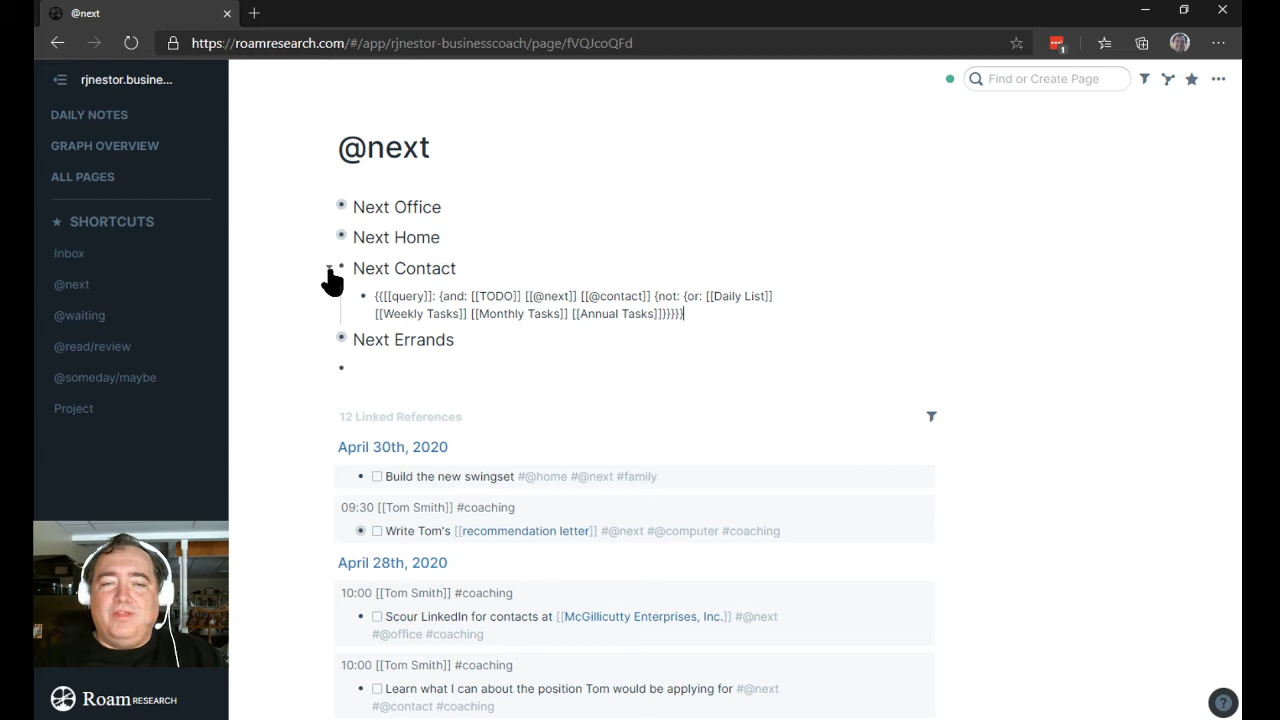 @next
https://roamresearch.com/#/app/rjnestor-businesscoach/page/fVQJcoQFd
1
rjnestor.busine...
Find or Create Page
DAILY NOTES
GRAPH OVERVIEW
ALL PAGES
★ SHORTCUTS
Inbox
@next
@waiting
@read/review
@someday/maybe
Project
Roam RESEARCH
@next
Next Office
Next Home
Next Contact
{{[[query]]: {and: [[TODO]] [[@next]] [[@contact]] {not: {or: [[Daily List]]
[[Weekly Tasks]] [[Monthly Tasks]] [[Annual Tasks]]}}}}}
Next Errands
12 Linked References
April 30th, 2020
Build the new swingset #@home #@next #family
09:30 [[Tom Smith]] #coaching
Write Tom's [[recommendation letter]] #@next #@computer #coaching
April 28th, 2020
10:00 [[Tom Smith]] #coaching
Scour LinkedIn for contacts at [[McGillicutty Enterprises, Inc.]] #@next
#@office #coaching
10:00 [[Tom Smith]] #coaching
Learn what I can about the position Tom would be applying for #@next
#@contact #coaching
?